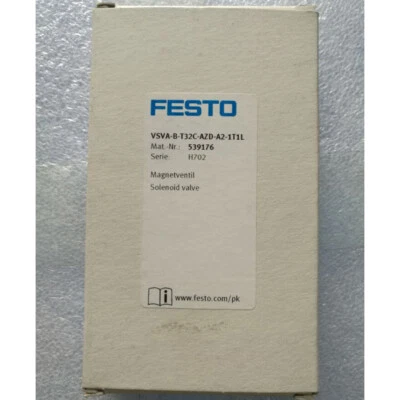 FESTO
VSVA-B-T32C-AZD-A2-1T1L
Mat.-Nr.: 539176
Serie: H702
Magnetventil
Solenoid valve
www.festo.com/pk